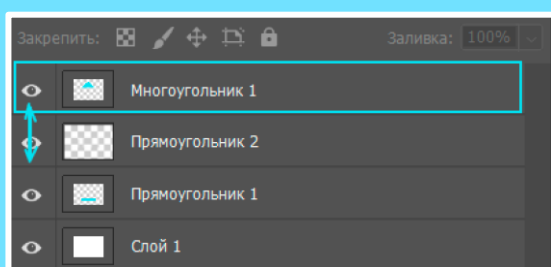 Закрепить: Заливка: 100%
Многоугольник 1
Прямоугольник 2
Прямоугольник 1
Слой 1